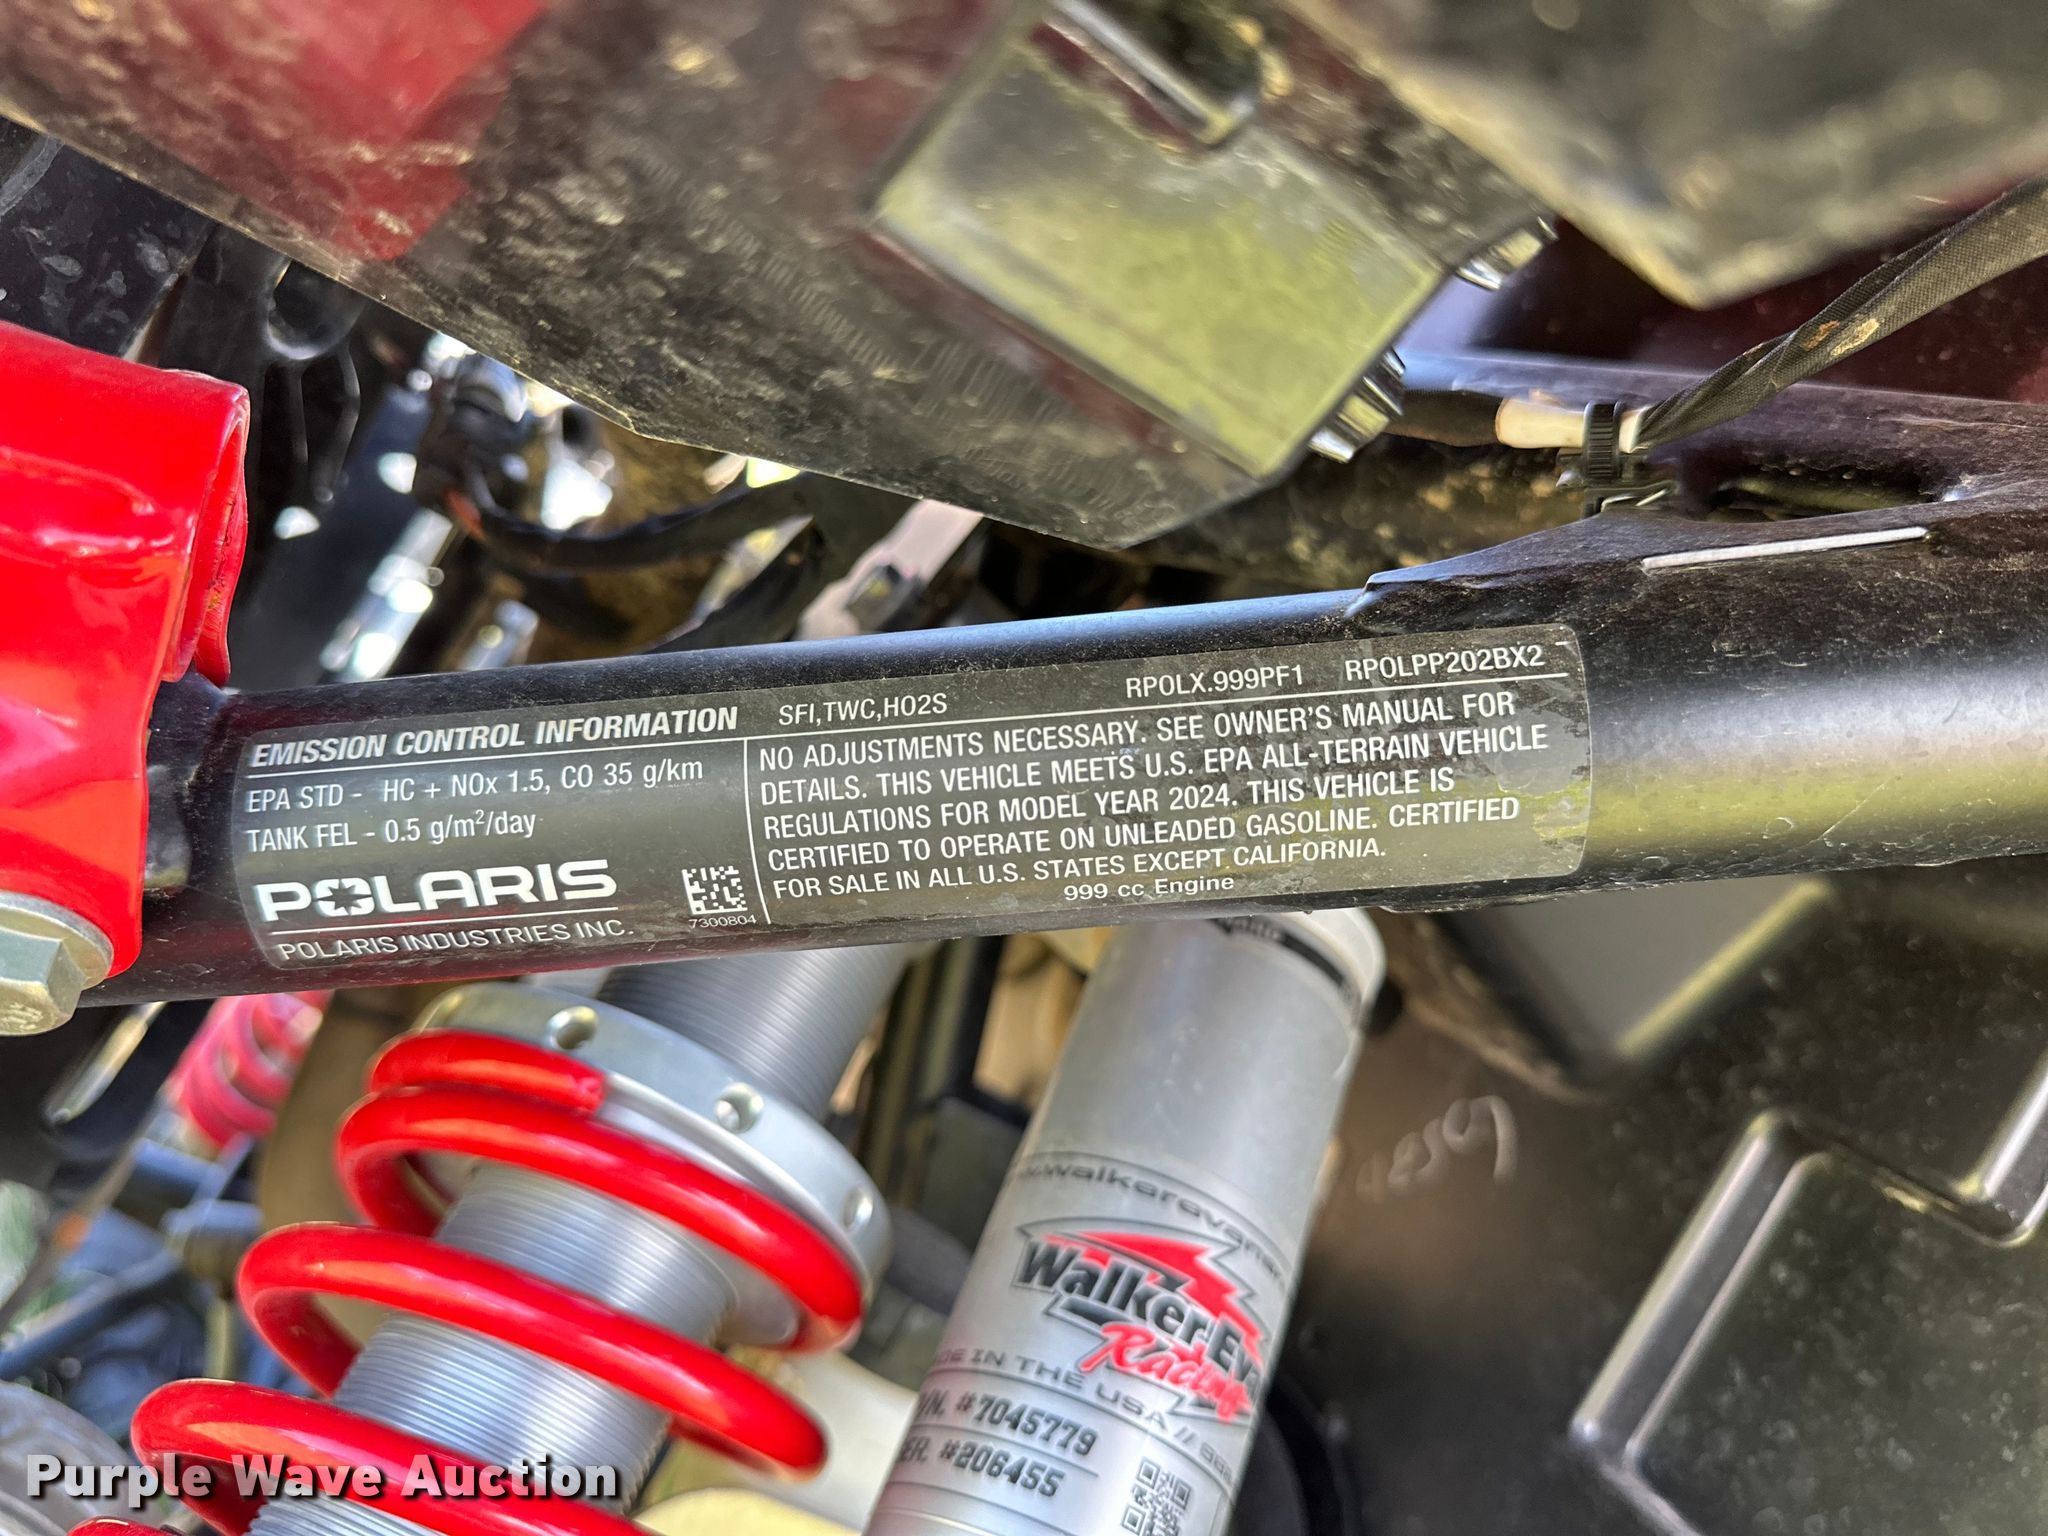 EMISSION CONTROL INFORMATION SFI,TWC,HO2S RPOLX.999PF1 RPOLPP202BX2
EPA STD - HC + NOx 1.5, CO 35 g/km
TANK FEL - 0.5 g/m²/day
POLARIS
POLARIS INDUSTRIES INC.
7300804
NO ADJUSTMENTS NECESSARY. SEE OWNER'S MANUAL FOR
DETAILS. THIS VEHICLE MEETS U.S. EPA ALL-TERRAIN VEHICLE
REGULATIONS FOR MODEL YEAR 2024. THIS VEHICLE IS
CERTIFIED TO OPERATE ON UNLEADED GASOLINE. CERTIFIED
FOR SALE IN ALL U.S. STATES EXCEPT CALIFORNIA.
999 cc Engine
Walker Ev
Racing
IN THE USA //
#7045779
#206455
Purple Wave Auction